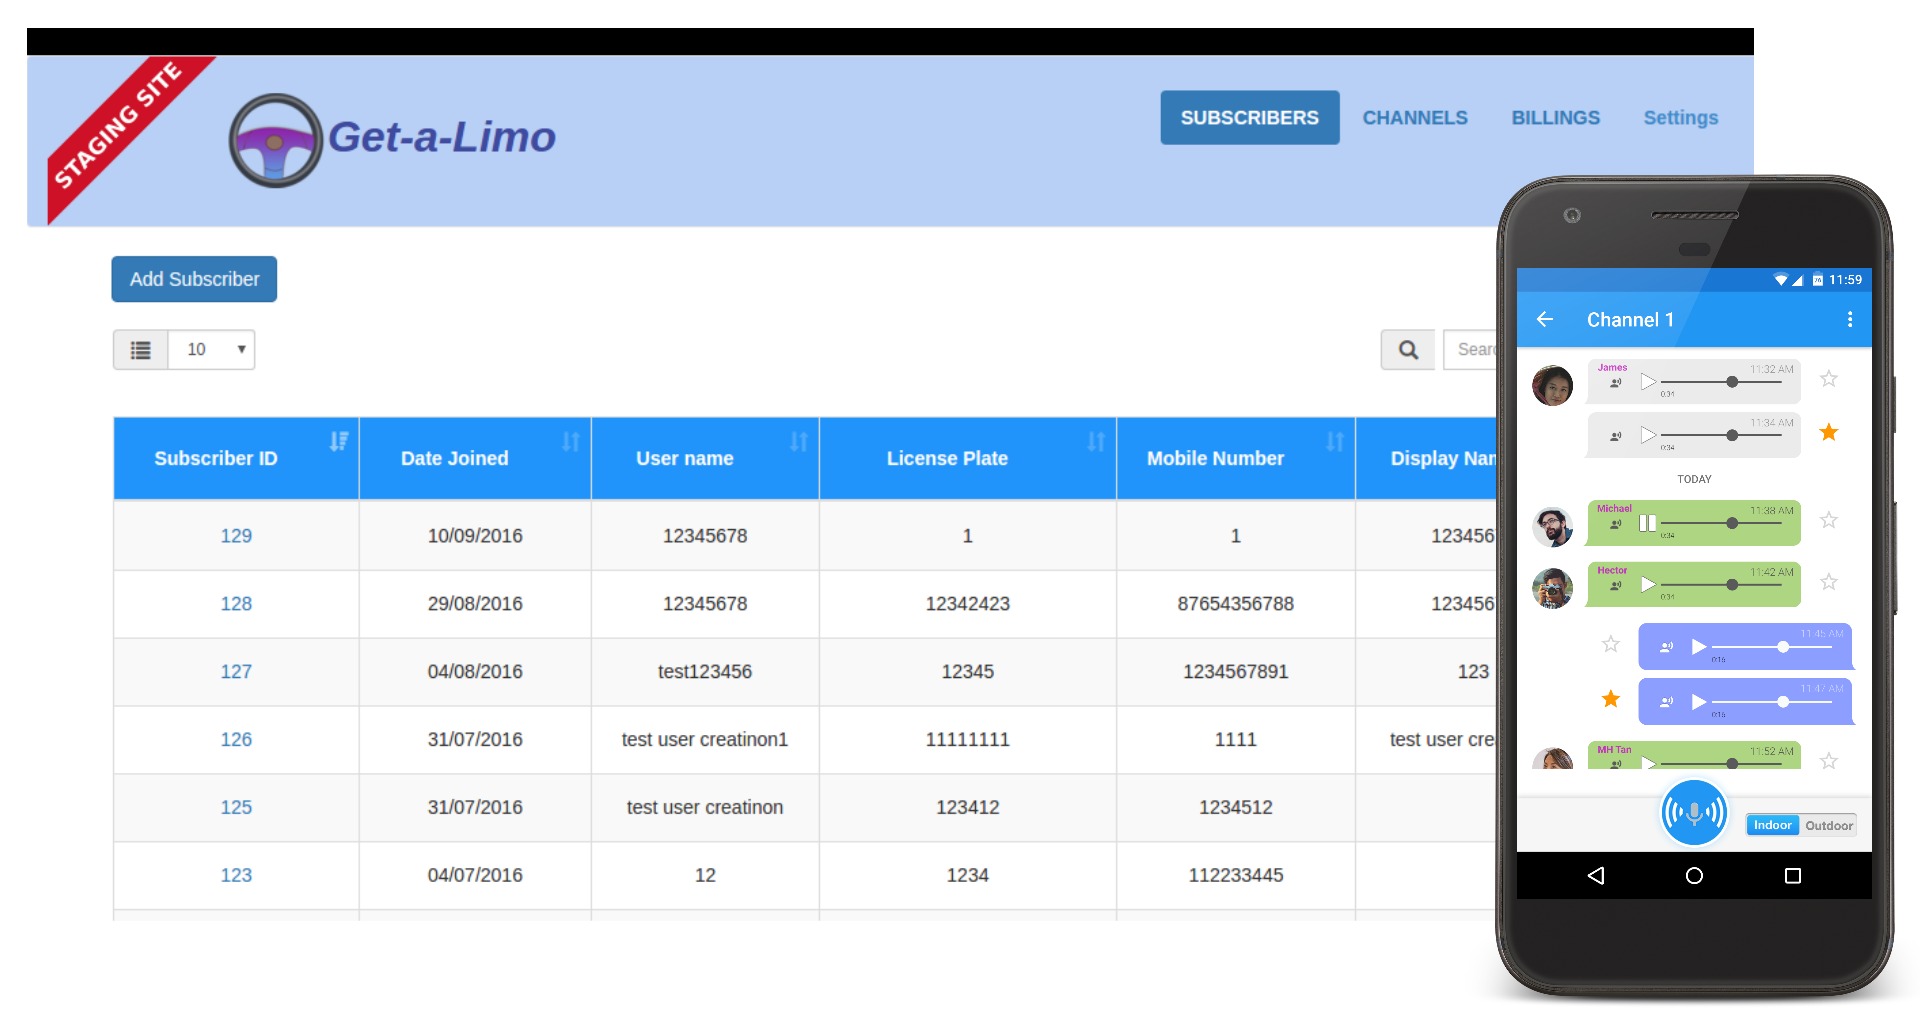 STAGING SITE
Get-a-Limo
SUBSCRIBERS CHANNELS BILLINGS Settings
Add Subscriber
10
Searc
Subscriber ID Date Joined User name License Plate Mobile Number Display Nam
129 10/09/2016 12345678 1 1 123456
128 29/08/2016 12345678 12342423 87654356788 123456
127 04/08/2016 test123456 12345 1234567891 123
126 31/07/2016 test user creatinon1 11111111 1111 test user cre
125 31/07/2016 test user creatinon 123412 1234512
123 04/07/2016 12 1234 112233445
11:59
Channel 1
James 11:32 AM
0:34
11:34 AM
0:34
TODAY
Michael 11:38 AM
0:34
Hector 11:42 AM
0:34
11:45 AM
0:16
11:47 AM
0:16
MH Tan 11:52 AM
Indoor Outdoor